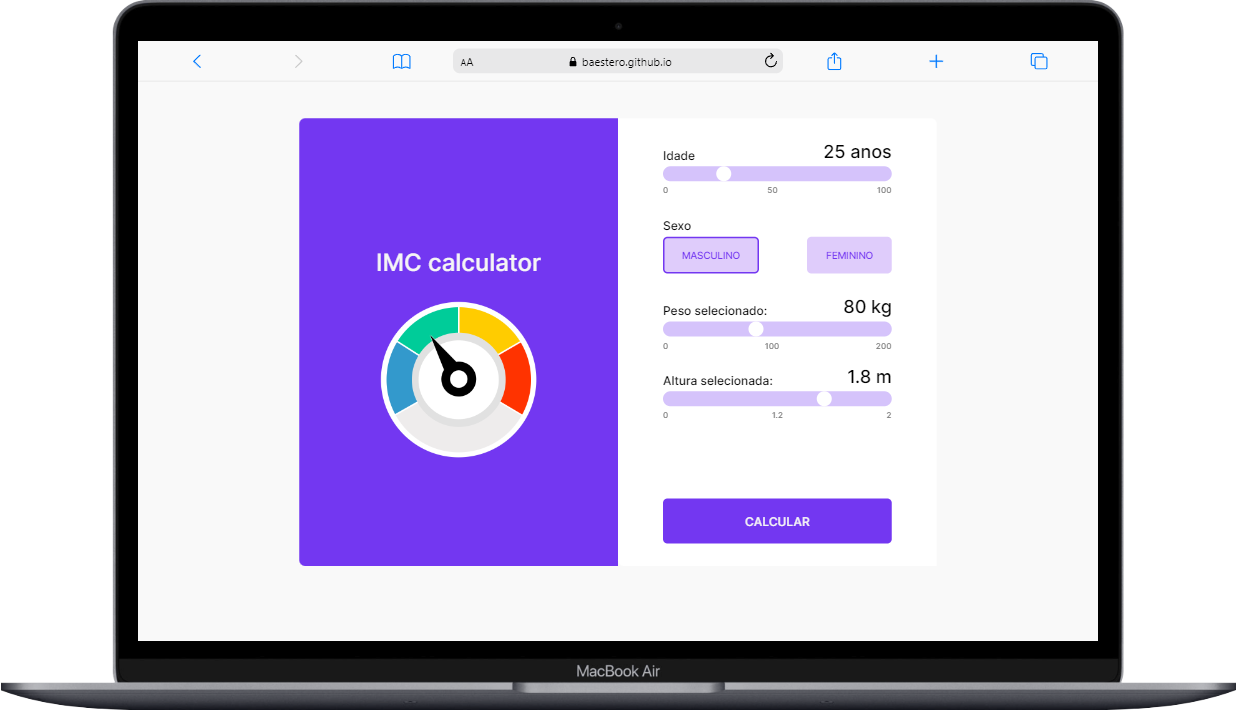 AA
baestero.github.io
IMC calculator
Idade
25 anos
0
50
100
Sexo
MASCULINO
FEMININO
Peso selecionado:
80 kg
0
100
200
Altura selecionada:
1.8 m
0
1.2
2
CALCULAR
MacBook Air